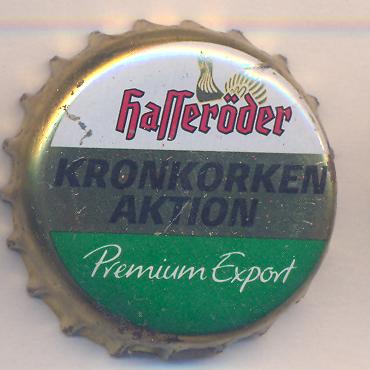 Hasseröder
KRONKORKEN
AKTION
Premium Export